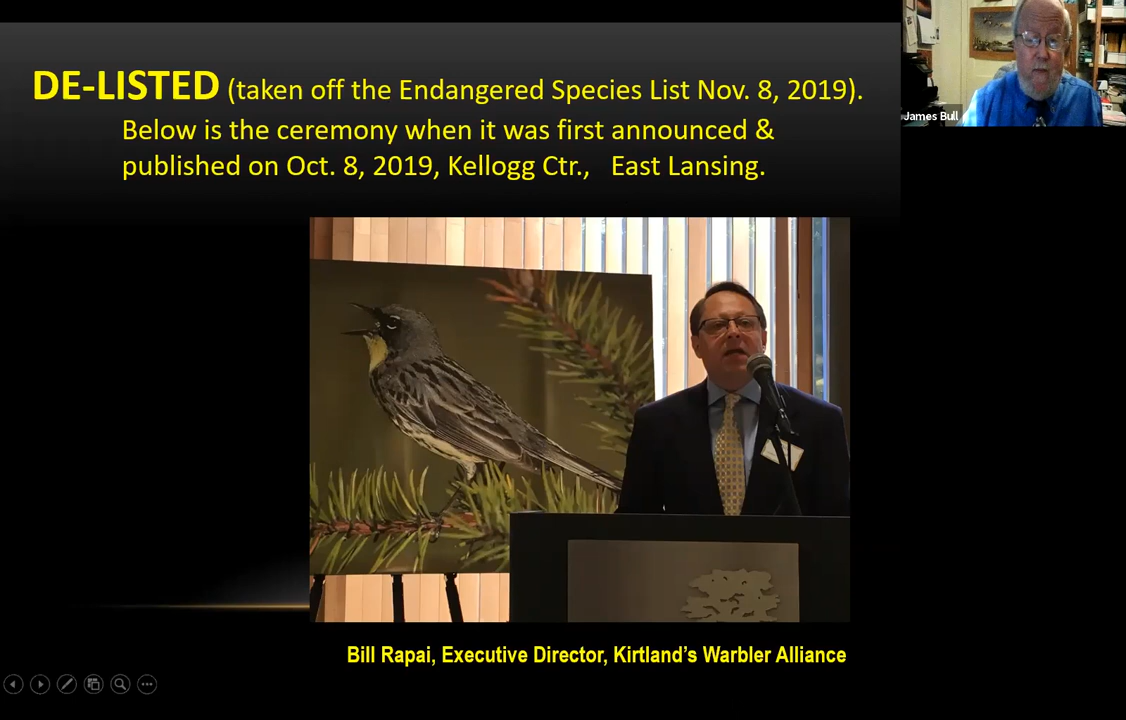 DE-LISTED (taken off the Endangered Species List Nov. 8, 2019).
Below is the ceremony when it was first announced &
published on Oct. 8, 2019, Kellogg Ctr., East Lansing.
James Bull
Bill Rapai, Executive Director, Kirtland's Warbler Alliance